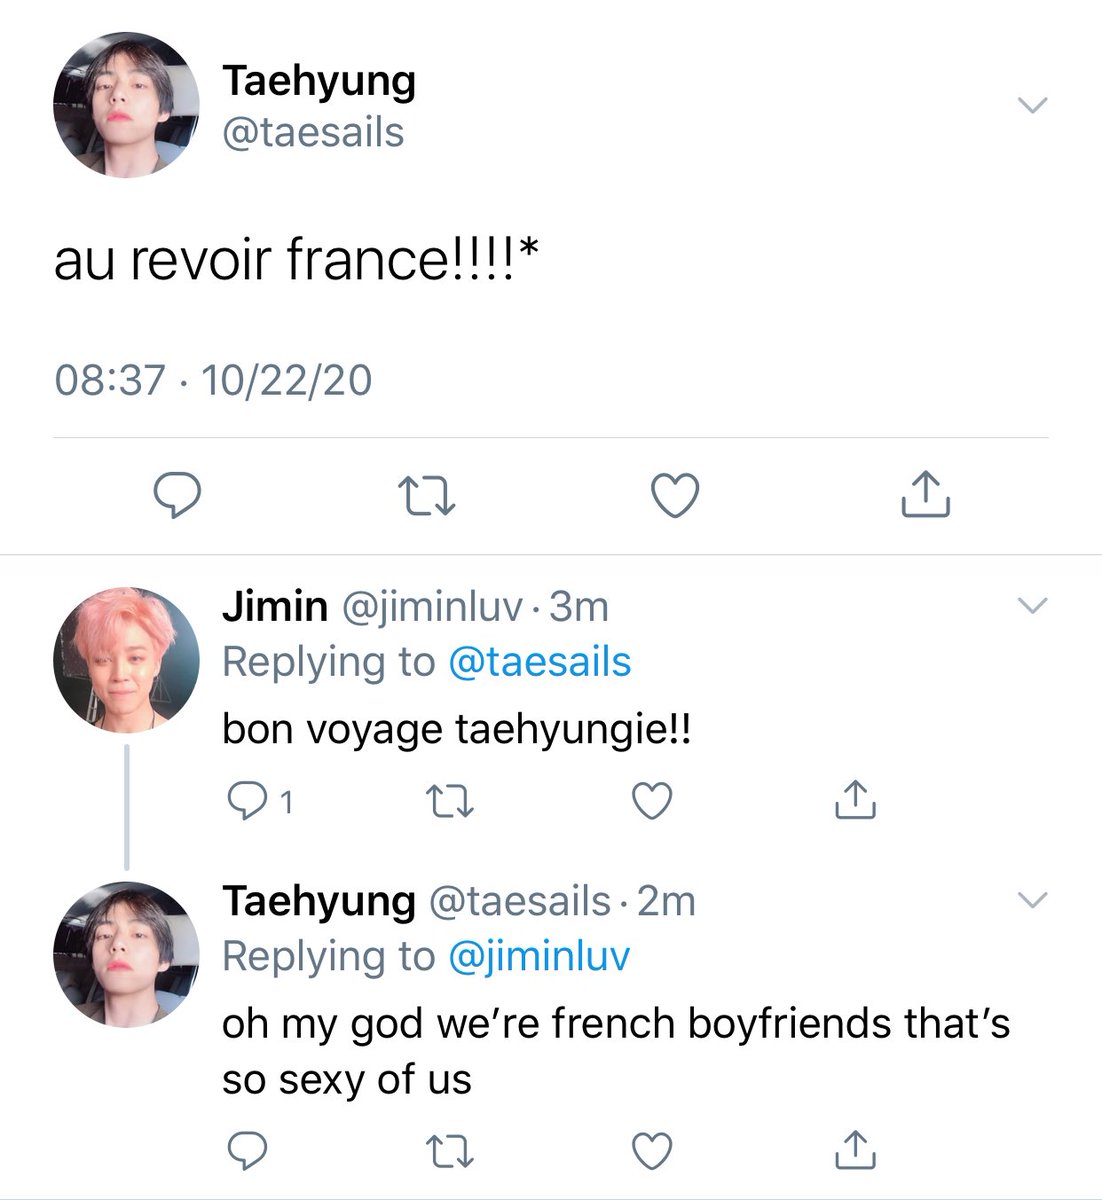 Taehyung
@taesails
au revoir france!!!!*
08:37 · 10/22/20
Jimin @jiminluv · 3m
Replying to @taesails
bon voyage taehyungie!!
1
Taehyung @taesails · 2m
Replying to @jiminluv
oh my god we’re french boyfriends that’s
so sexy of us